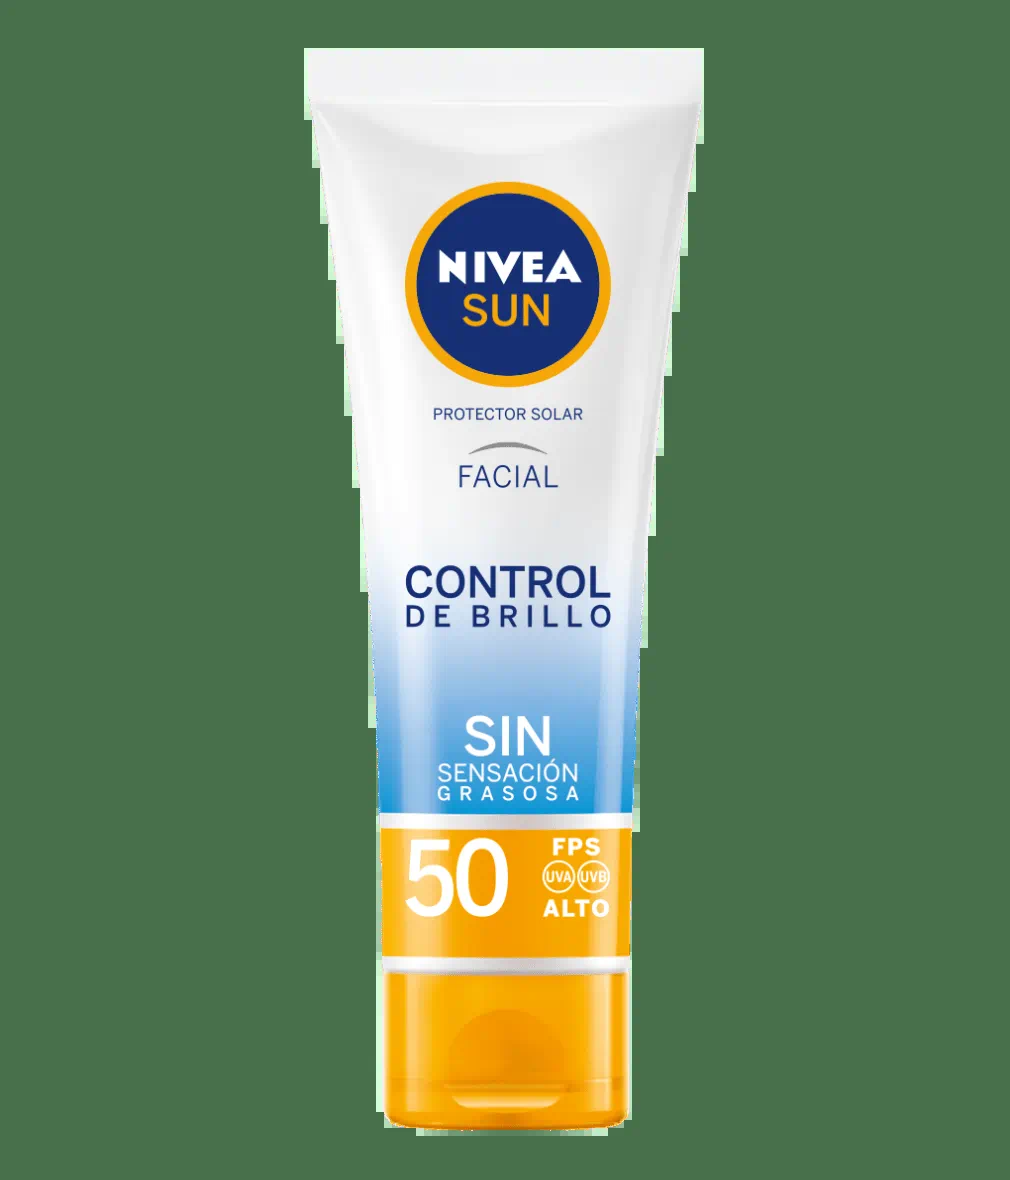 NIVEA
SUN
PROTECTOR SOLAR
FACIAL
CONTROL
DE BRILLO
SIN
SENSACIÓN
GRASOSA
50
FPS
UVA UVB
ALTO